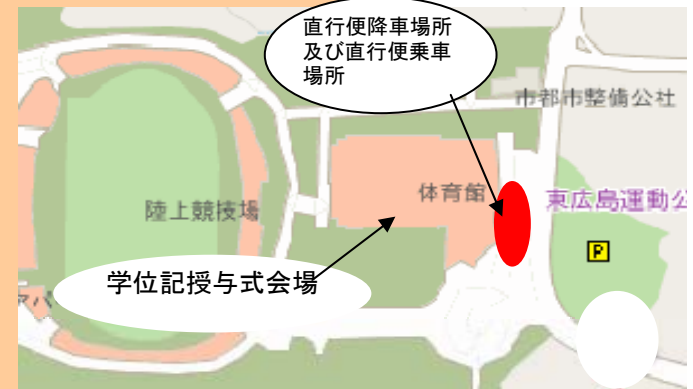 直行便降車場所
及び直行便乗車
場所
市都市整備公社
体育館
東広島運動公
陸上競技場
P
学位記授与式会場
アパ